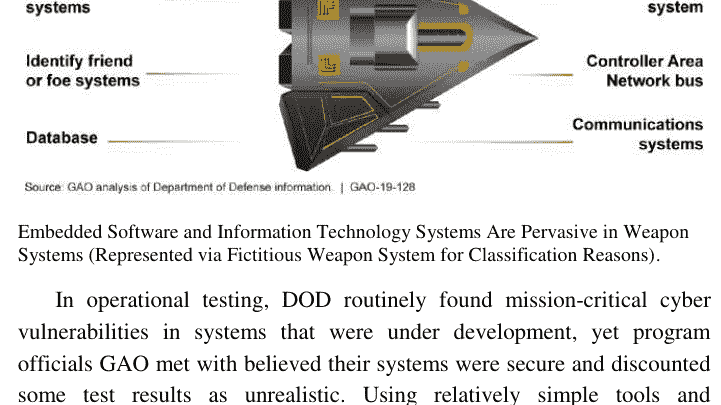 systems
system
Identify friend
or foe systems
Controller Area
Network bus
Database
Communications
systems
Source: GAO analysis of Department of Defense information. | GAO-19-128
Embedded Software and Information Technology Systems Are Pervasive in Weapon
Systems (Represented via Fictitious Weapon System for Classification Reasons).
In operational testing, DOD routinely found mission-critical cyber
vulnerabilities in systems that were under development, yet program
officials GAO met with believed their systems were secure and discounted
some test results as unrealistic. Using relatively simple tools and